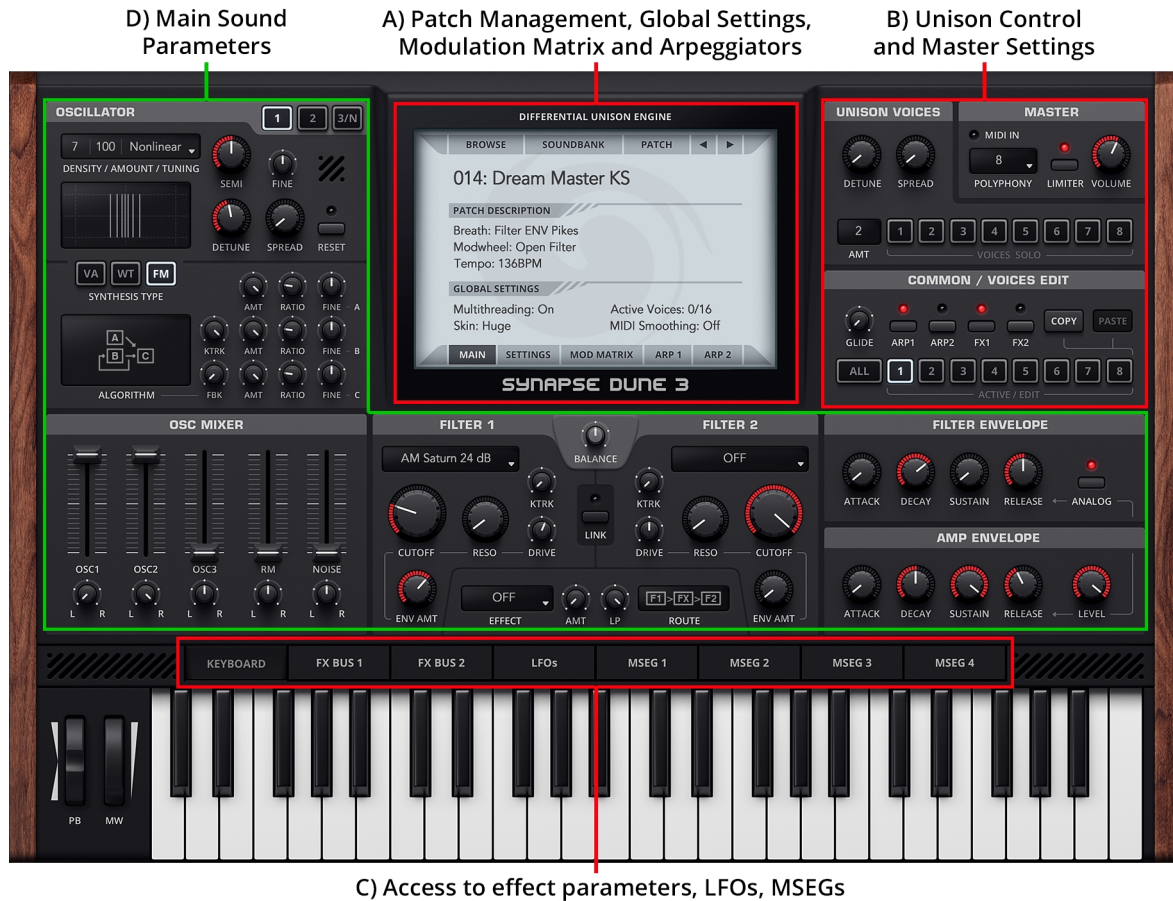 D) Main Sound
Parameters
A) Patch Management, Global Settings,
Modulation Matrix and Arpeggiators
B) Unison Control
and Master Settings
OSCILLATOR
1 2 3/N
7 100 Nonlinear
DENSITY / AMOUNT / TUNING
SEMI FINE
DETUNE SPREAD RESET
VA WT FM
SYNTHESIS TYPE
AMT RATIO FINE A
KTRK AMT RATIO FINE B
ALGORITHM FBK AMT RATIO FINE C
A
B C
DIFFERENTIAL UNISON ENGINE
BROWSE SOUNDBANK PATCH
014: Dream Master KS
PATCH DESCRIPTION
Breath: Filter ENV Pikes
Modwheel: Open Filter
Tempo: 136BPM
GLOBAL SETTINGS
Multithreading: On Active Voices: 0/16
Skin: Huge MIDI Smoothing: Off
MAIN SETTINGS MOD MATRIX ARP 1 ARP 2
SYNAPSE DUNE 3
UNISON VOICES MASTER
MIDI IN
8
DETUNE SPREAD POLYPHONY LIMITER VOLUME
2 1 2 3 4 5 6 7 8
AMT VOICES SOLO
COMMON / VOICES EDIT
COPY PASTE
GLIDE ARP1 ARP2 FX1 FX2
ALL 1 2 3 4 5 6 7 8
ACTIVE / EDIT
OSC MIXER
OSC1 OSC2 OSC3 RM NOISE
L R L R L R L R L R
FILTER 1 FILTER 2
BALANCE
AM Saturn 24 dB OFF
KTRK KTRK
LINK
CUTOFF RESO DRIVE DRIVE RESO CUTOFF
OFF F1>FX>F2
ENV AMT EFFECT AMT LP ROUTE ENV AMT
FILTER ENVELOPE
ATTACK DECAY SUSTAIN RELEASE ANALOG
AMP ENVELOPE
ATTACK DECAY SUSTAIN RELEASE LEVEL
KEYBOARD FX BUS 1 FX BUS 2 LFOs MSEG 1 MSEG 2 MSEG 3 MSEG 4
PB MW
C) Access to effect parameters, LFOs, MSEGs